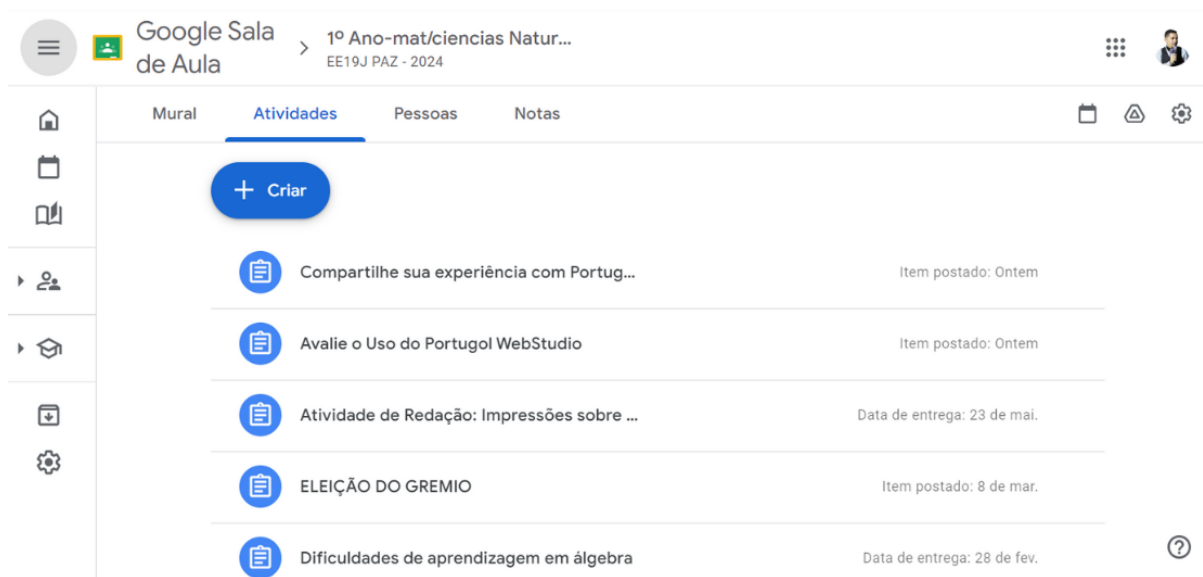 Google Sala
de Aula
1º Ano-mat/ciencias Natur...
EE19J PAZ - 2024
Mural Atividades Pessoas Notas
Criar
Compartilhe sua experiência com Portug... Item postado: Ontem
Avalie o Uso do Portugol WebStudio Item postado: Ontem
Atividade de Redação: Impressões sobre ... Data de entrega: 23 de mai.
ELEIÇÃO DO GREMIO Item postado: 8 de mar.
Dificuldades de aprendizagem em álgebra Data de entrega: 28 de fev.